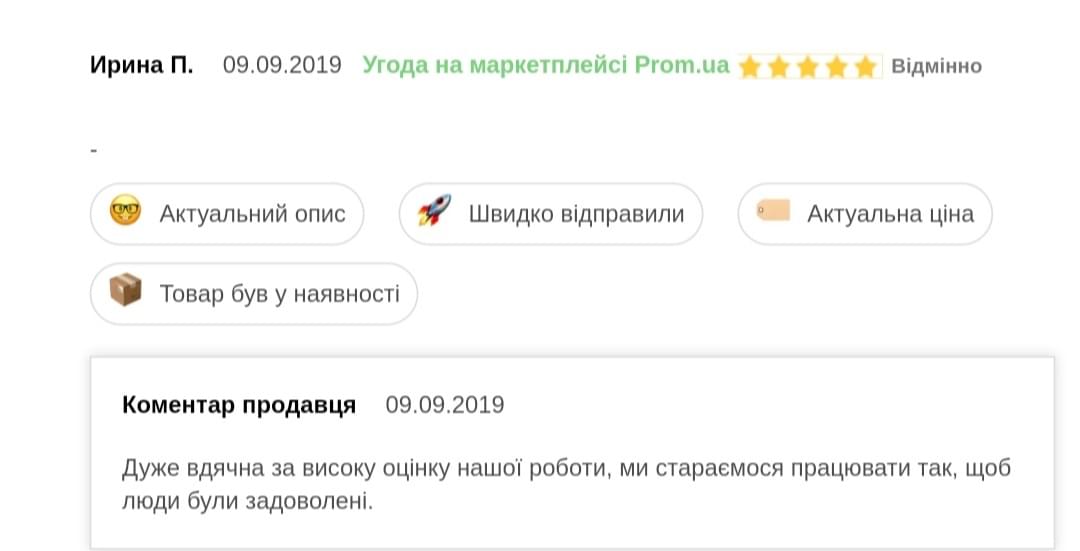 Ирина П. 09.09.2019 Угода на маркетплейсі Prom.ua Відмінно
-
Актуальний опис Швидко відправили Актуальна ціна
Товар був у наявності
Коментар продавця 09.09.2019
Дуже вдячна за високу оцінку нашої роботи, ми стараємося працювати так, щоб
люди були задоволені.